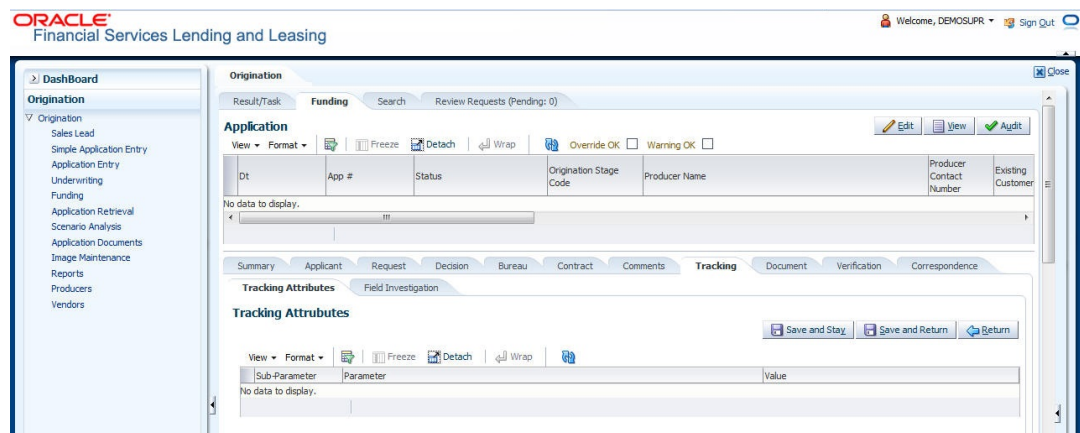 ORACLE
Financial Services Lending and Leasing
Welcome, DEMOSUPR Sign Out
Close
DashBoard
Origination
Origination
Sales Lead
Simple Application Entry
Application Entry
Underwriting
Funding
Application Retrieval
Scenario Analysis
Application Documents
Image Maintenance
Reports
Producers
Vendors
Origination
Result/Task Funding Search Review Requests (Pending: 0)
Application
Edit View Audit
View Format Freeze Detach Wrap Override OK Warning OK
Dt App # Status Origination Stage Code Producer Name Producer Contact Number Existing Customer
No data to display.
Summary Applicant Request Decision Bureau Contract Comments Tracking Document Verification Correspondence
Tracking Attributes Field Investigation
Tracking Attrubutes
Save and Stay Save and Return Return
View Format Freeze Detach Wrap
Sub-Parameter Parameter Value
No data to display.